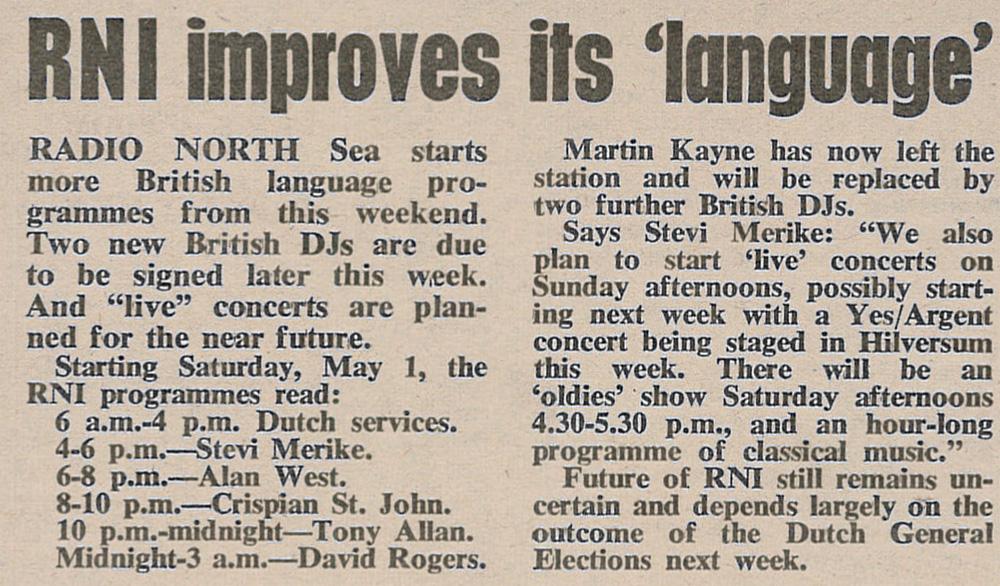 RNI improves its ‘language’
RADIO NORTH Sea starts
more British language pro-
grammes from this weekend.
Two new British DJs are due
to be signed later this week.
And “live” concerts are plan-
ned for the near future.
Starting Saturday, May 1, the
RNI programmes read:
6 a.m.-4 p.m. Dutch services.
4-6 p.m.—Stevi Merike.
6-8 p.m.—Alan West.
8-10 p.m.—Crispian St. John.
10 p.m.-midnight—Tony Allan.
Midnight-3 a.m.—David Rogers.
Martin Kayne has now left the
station and will be replaced by
two further British DJs.
Says Stevi Merike: “We also
plan to start ‘live’ concerts on
Sunday afternoons, possibly start-
ing next week with a Yes/Argent
concert being staged in Hilversum
this week. There will be an
‘oldies’ show Saturday afternoons
4.30-5.30 p.m., and an hour-long
programme of classical music.”
Future of RNI still remains un-
certain and depends largely on the
outcome of the Dutch General
Elections next week.